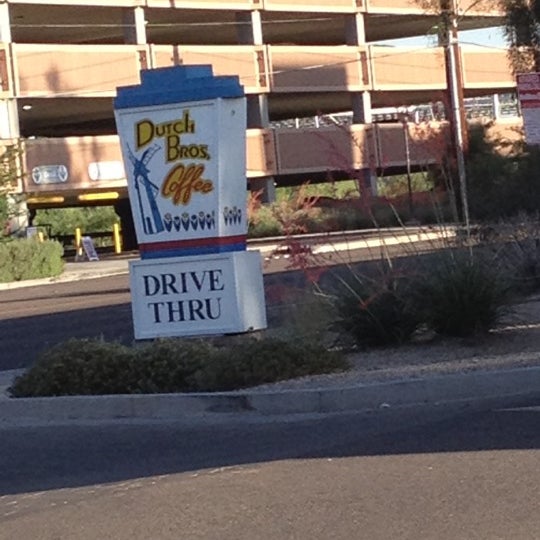 Dutch
Bros.
Coffee
DRIVE
THRU